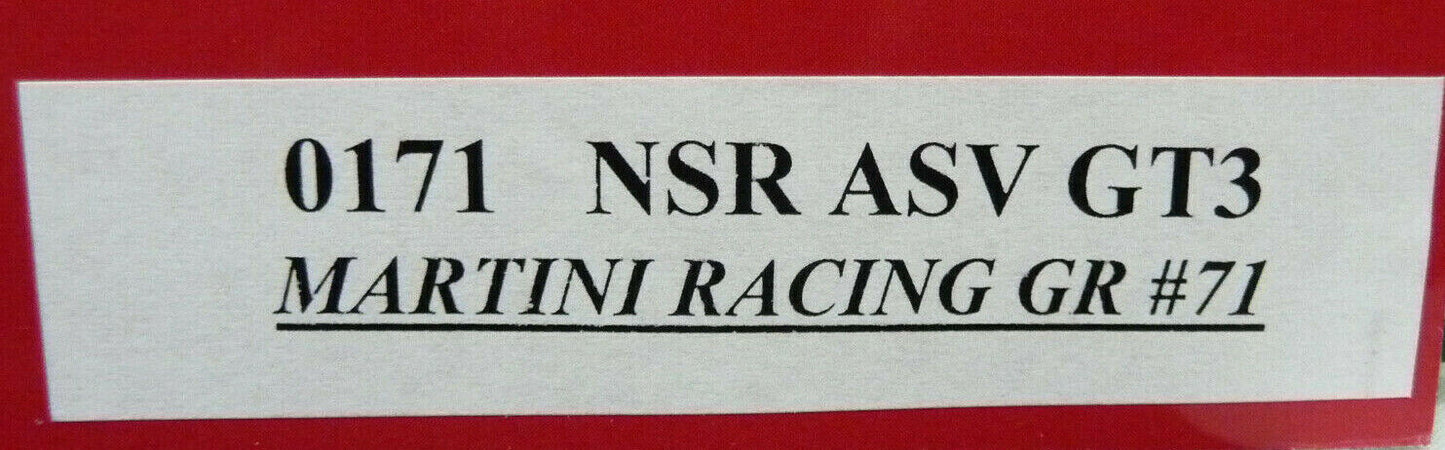 0171 NSR ASV GT3
MARTINI RACING GR #71